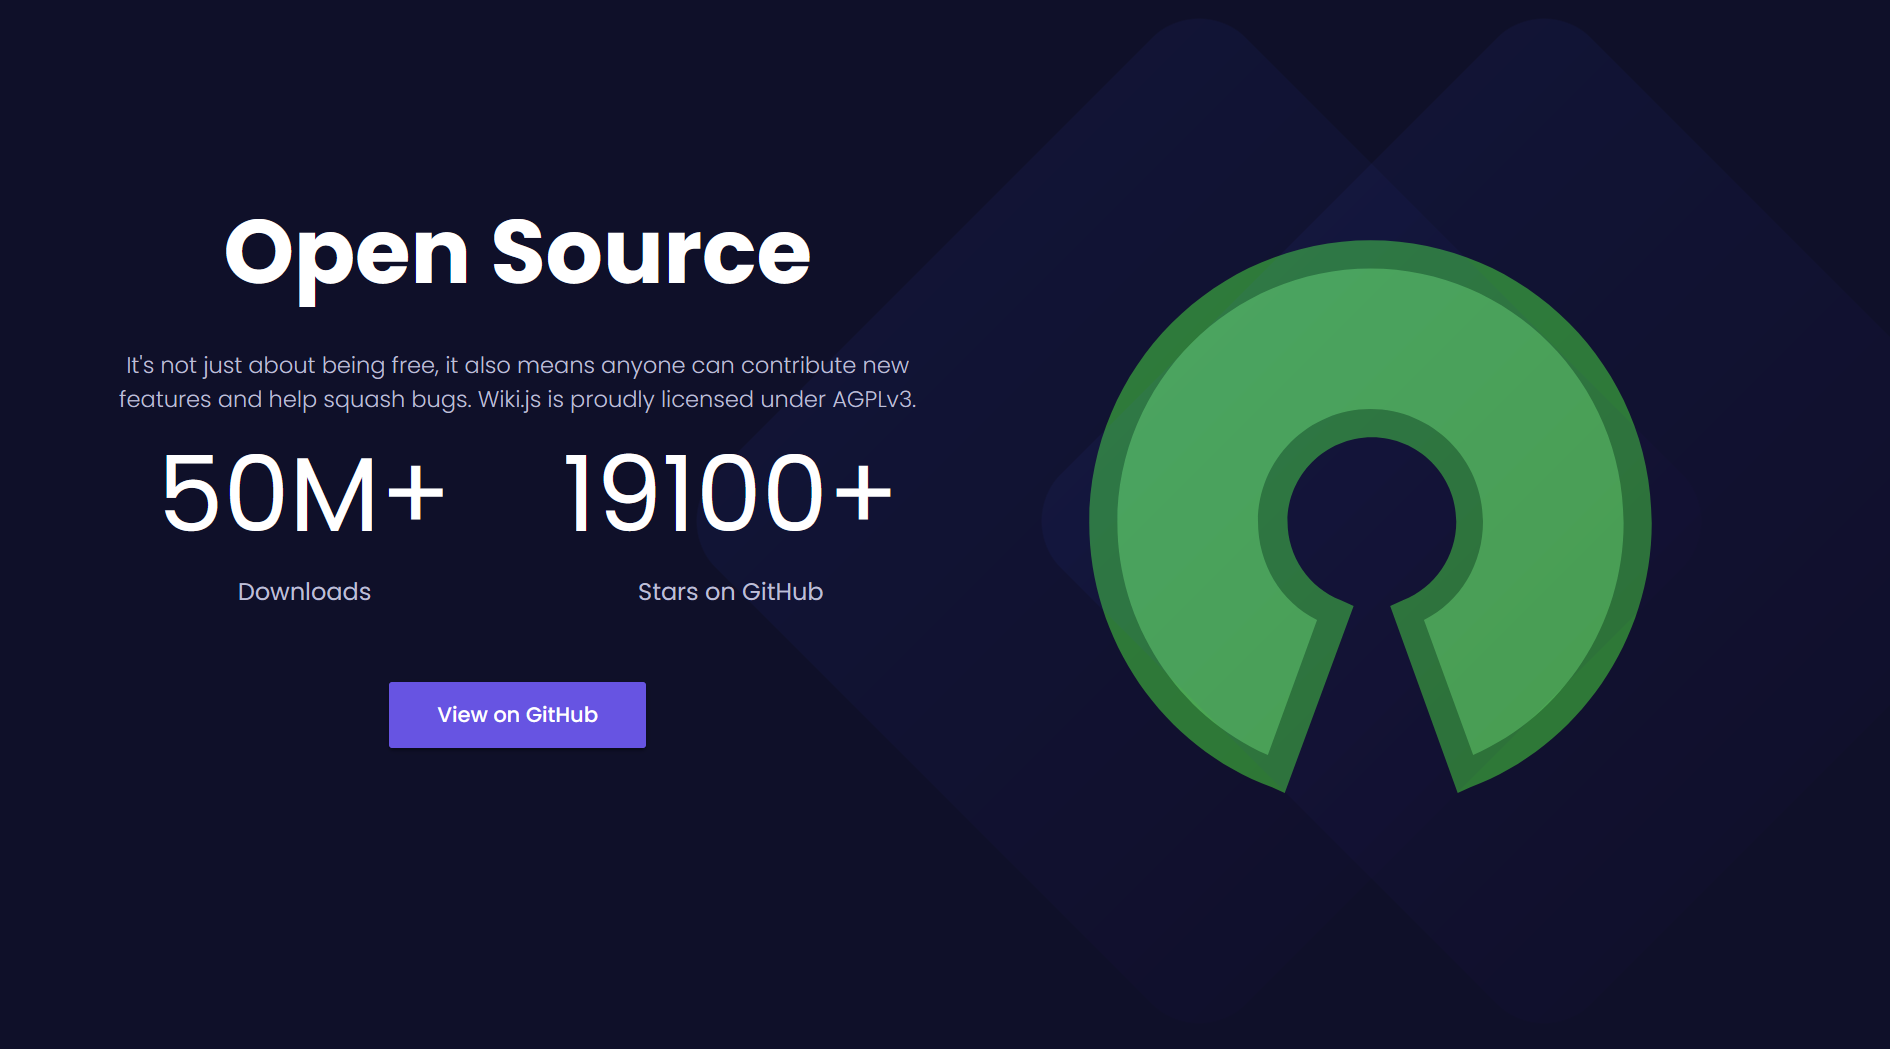 Open Source
It's not just about being free, it also means anyone can contribute new
features and help squash bugs. Wiki.js is proudly licensed under AGPLv3.
50M+
Downloads
19100+
Stars on GitHub
View on GitHub